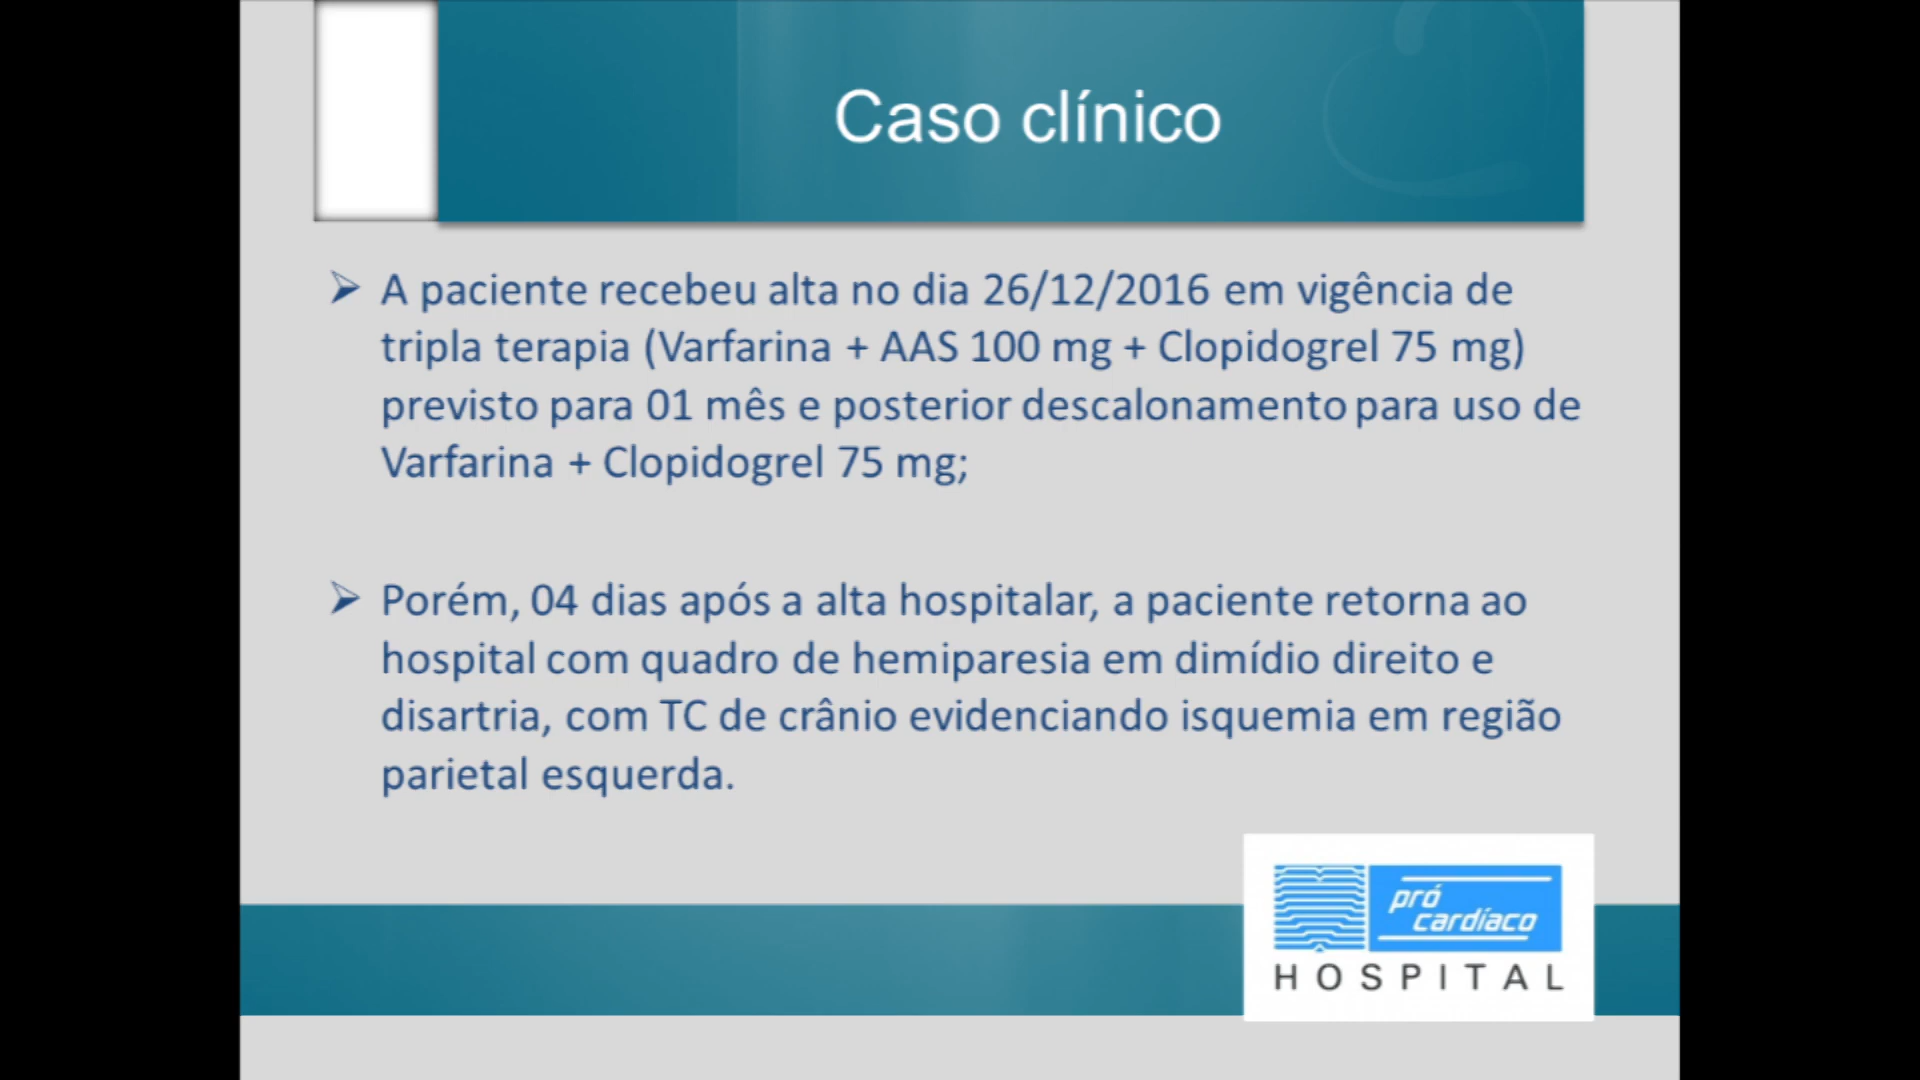 Caso clínico
A paciente recebeu alta no dia 26/12/2016 em vigência de
tripla terapia (Varfarina + AAS 100 mg + Clopidogrel 75 mg)
previsto para 01 mês e posterior descalonamento para uso de
Varfarina + Clopidogrel 75 mg;
Porém, 04 dias após a alta hospitalar, a paciente retorna ao
hospital com quadro de hemiparesia em dimídio direito e
disartria, com TC de crânio evidenciando isquemia em região
parietal esquerda.
pró
cardíaco
HOSPITAL